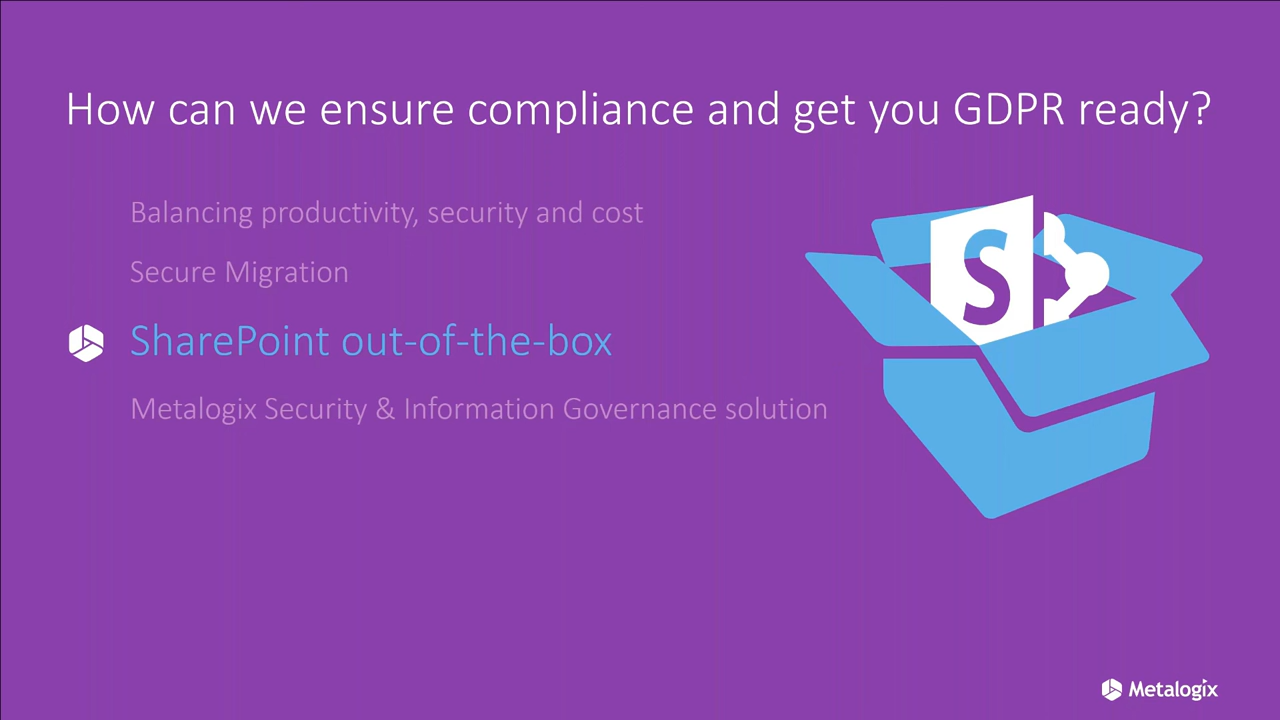 How can we ensure compliance and get you GDPR ready?
Balancing productivity, security and cost
Secure Migration
SharePoint out-of-the-box
Metalogix Security & Information Governance solution
S
Metalogix